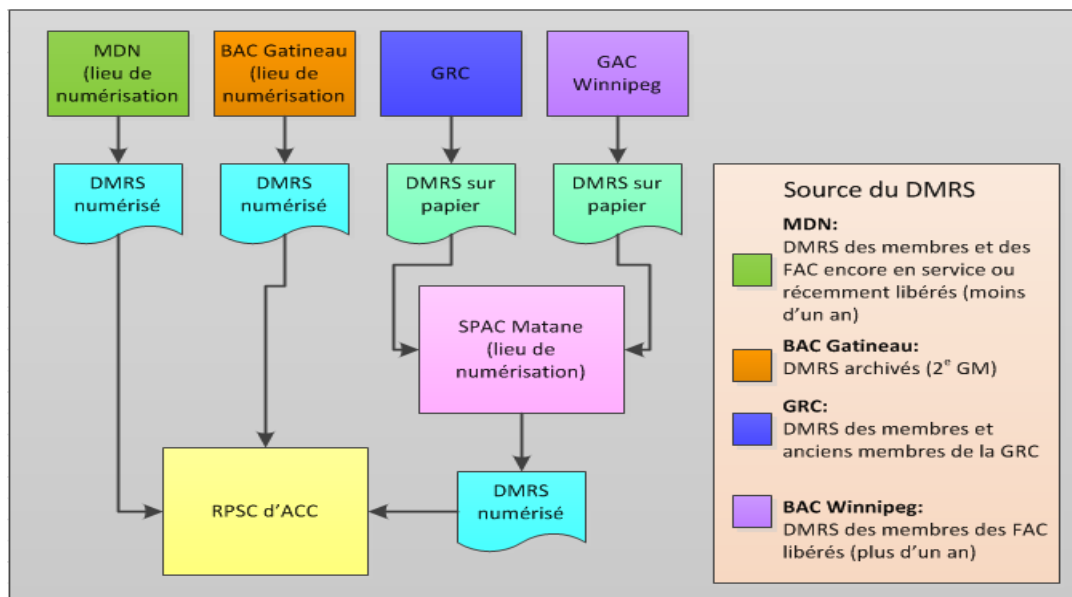 MDN
(lieu de
numérisation)
BAC Gatineau
(lieu de
numérisation
GRC
GAC
Winnipeg
DMRS
numérisé
DMRS
numérisé
DMRS sur
papier
DMRS sur
papier
SPAC Matane
(lieu de
numérisation)
RPSC d'ACC
DMRS
numérisé
Source du DMRS
MDN:
DMRS des membres et des
FAC encore en service ou
récemment libérés (moins
d'un an)
BAC Gatineau:
DMRS archivés (2e GM)
GRC:
DMRS des membres et
anciens membres de la GRC
BAC Winnipeg:
DMRS des membres des FAC
libérés (plus d'un an)